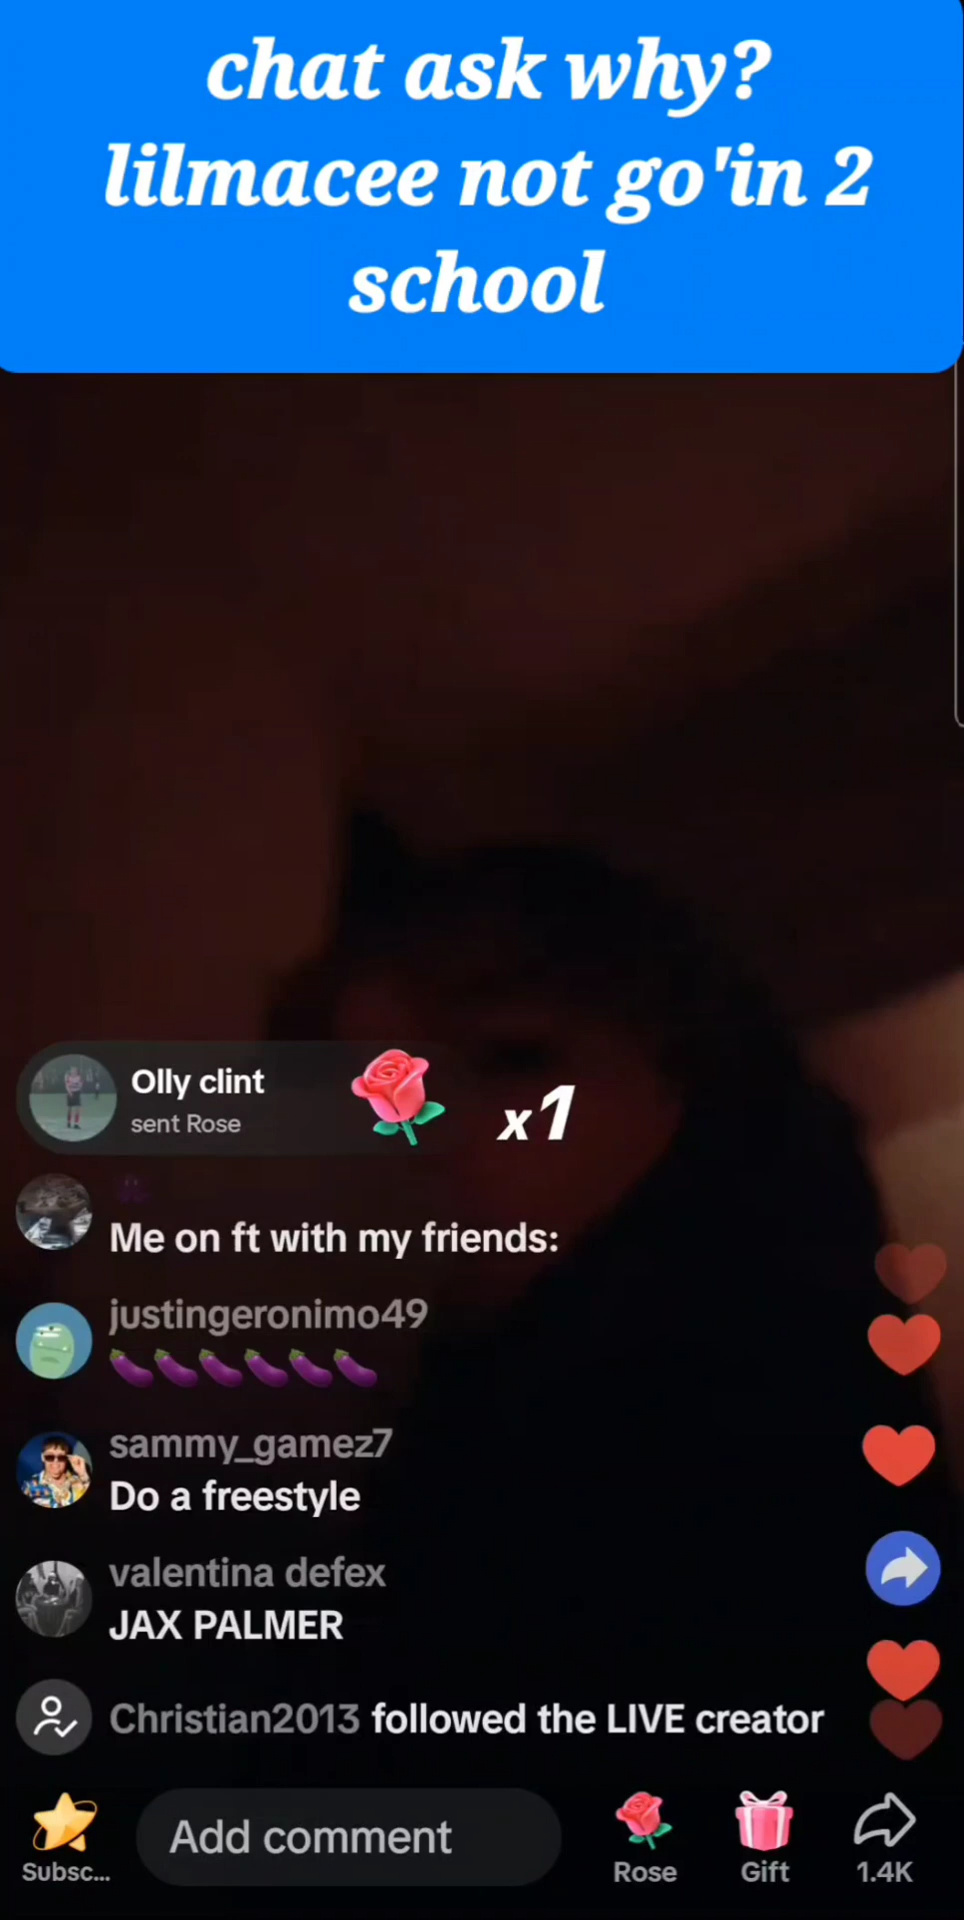 chat ask why?
lilmacee not go'in 2
school
Olly clint
sent Rose
x1
Me on ft with my friends:
justingeronimo49
🍆🍆🍆🍆🍆🍆
sammy_gamez7
Do a freestyle
valentina defex
JAX PALMER
Christian2013 followed the LIVE creator
Subsc...
Add comment
Rose
Gift
1.4K